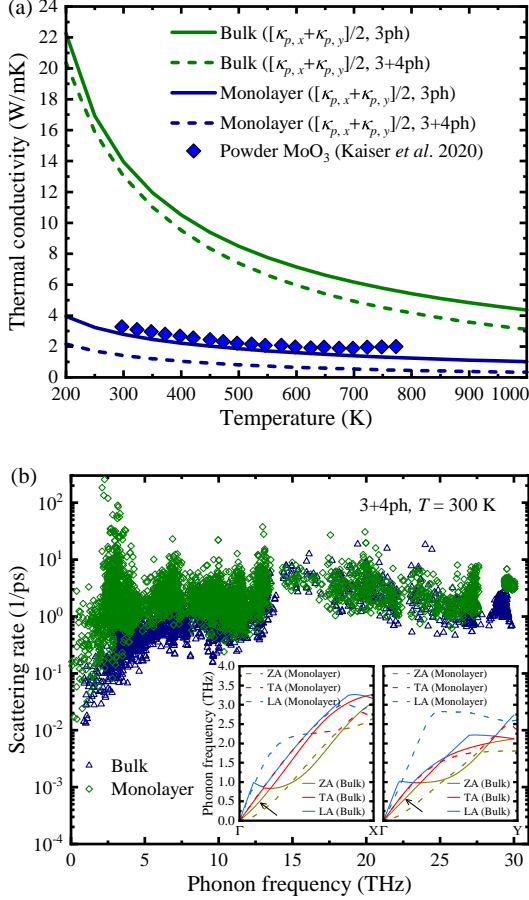 (a)
24
22
20
18
16
14
12
10
8
6
4
2
0
Thermal conductivity (W/mK)
Bulk ([κp, x+κp, y]/2, 3ph)
Bulk ([κp, x+κp, y]/2, 3+4ph)
Monolayer ([κp, x+κp, y]/2, 3ph)
Monolayer ([κp, x+κp, y]/2, 3+4ph)
Powder MoO3 (Kaiser et al. 2020)
200 300 400 500 600 700 800 900 1000
Temperature (K)
(b)
3+4ph, T = 300 K
10^2
10^1
10^0
10^-1
10^-2
10^-3
10^-4
Scattering rate (1/ps)
Bulk
Monolayer
4.0
3.5
3.0
2.5
2.0
1.5
1.0
0.5
0.0
Phonon frequency (THz)
ZA (Monolayer)
TA (Monolayer)
LA (Monolayer)
ZA (Bulk)
TA (Bulk)
LA (Bulk)
Γ X
ZA (Monolayer)
TA (Monolayer)
LA (Monolayer)
ZA (Bulk)
TA (Bulk)
LA (Bulk)
Γ Y
0 5 10 15 20 25 30
Phonon frequency (THz)